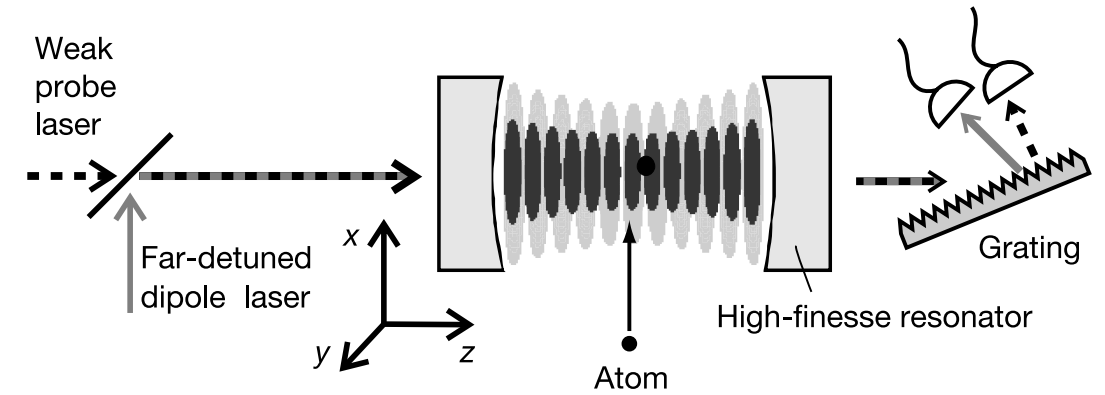 Weak
probe
laser
Far-detuned
dipole laser
x
y
z
Atom
High-finesse resonator
Grating